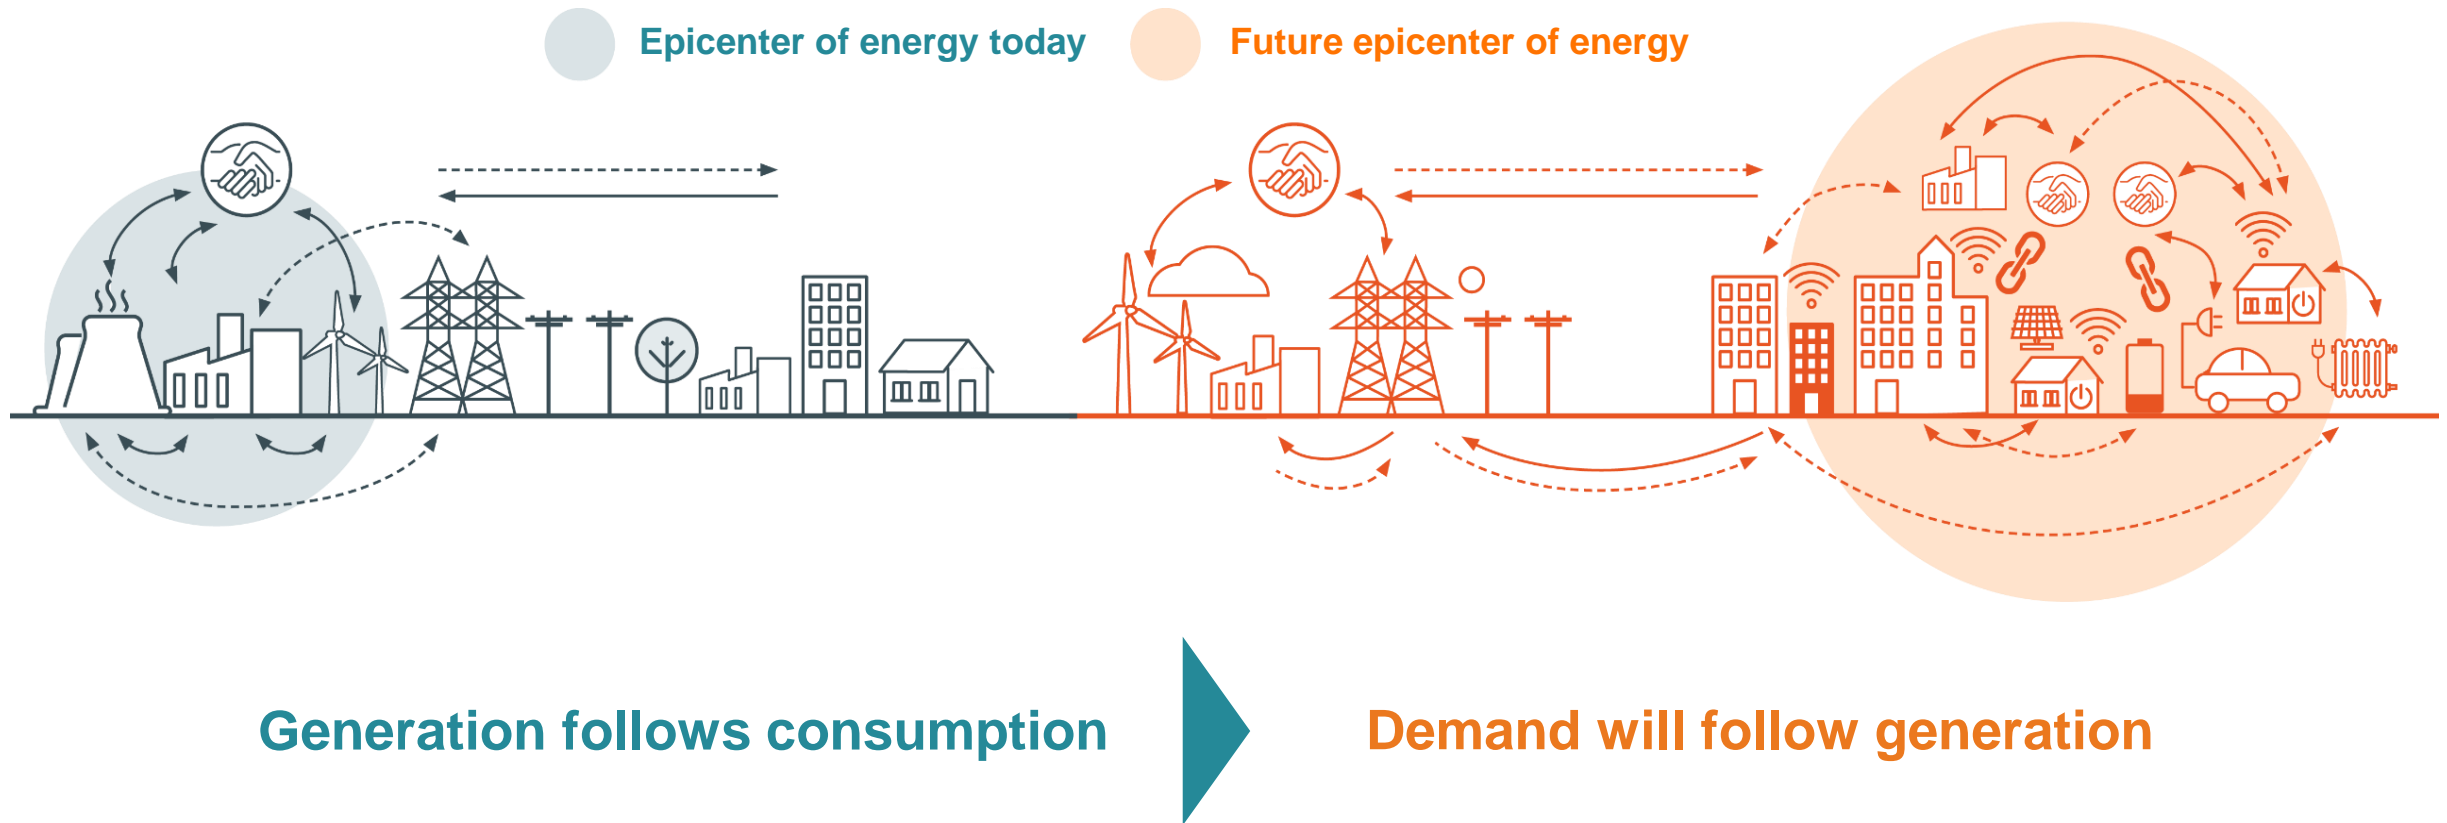 Epicenter of energy today
Future epicenter of energy
Generation follows consumption
Demand will follow generation